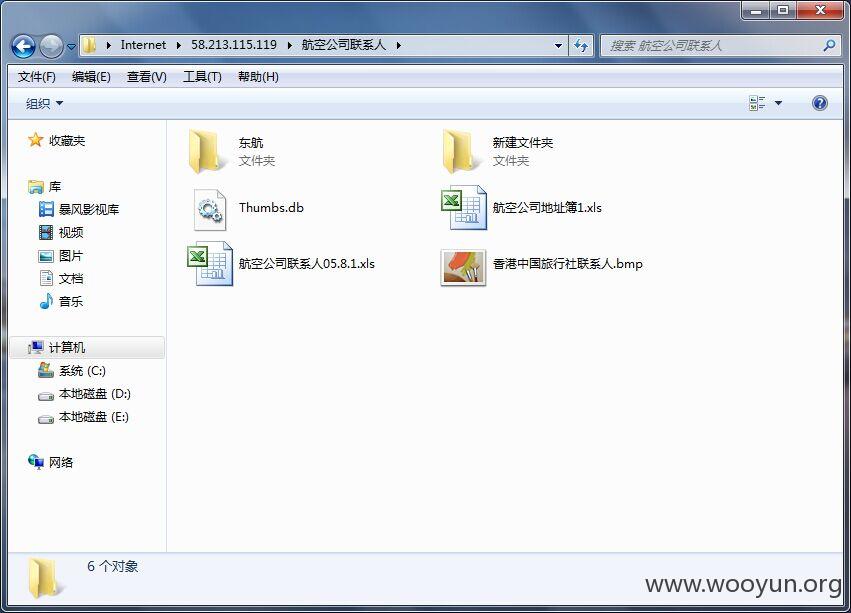 Internet 58.213.115.119 航空公司联系人
搜索 航空公司联系人
文件(F) 编辑(E) 查看(V) 工具(T) 帮助(H)
组织
收藏夹
库
暴风影视库
视频
图片
文档
音乐
计算机
系统 (C:)
本地磁盘 (D:)
本地磁盘 (E:)
网络
东航
文件夹
新建文件夹
文件夹
Thumbs.db
航空公司地址簿1.xls
航空公司联系人05.8.1.xls
香港中国旅行社联系人.bmp
6 个对象
www.wooyun.org